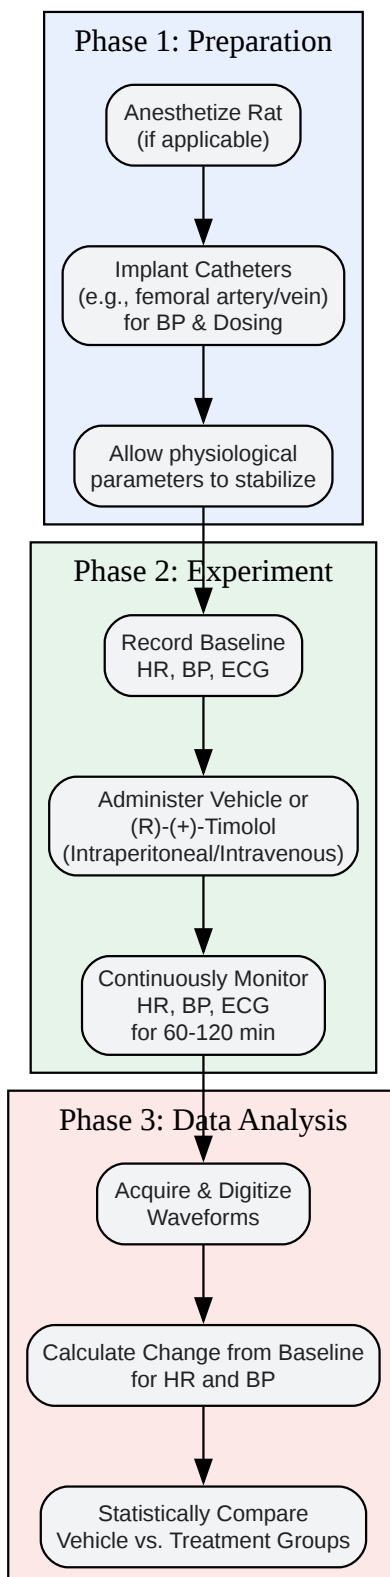 Phase 1: Preparation
Anesthetize Rat
(if applicable)
Implant Catheters
(e.g., femoral artery/vein)
for BP & Dosing
Allow physiological
parameters to stabilize
Phase 2: Experiment
Record Baseline
HR, BP, ECG
Administer Vehicle or
(R)-(+)-Timolol
(Intraperitoneal/Intravenous)
Continuously Monitor
HR, BP, ECG
for 60-120 min
Phase 3: Data Analysis
Acquire & Digitize
Waveforms
Calculate Change from Baseline
for HR and BP
Statistically Compare
Vehicle vs. Treatment Groups